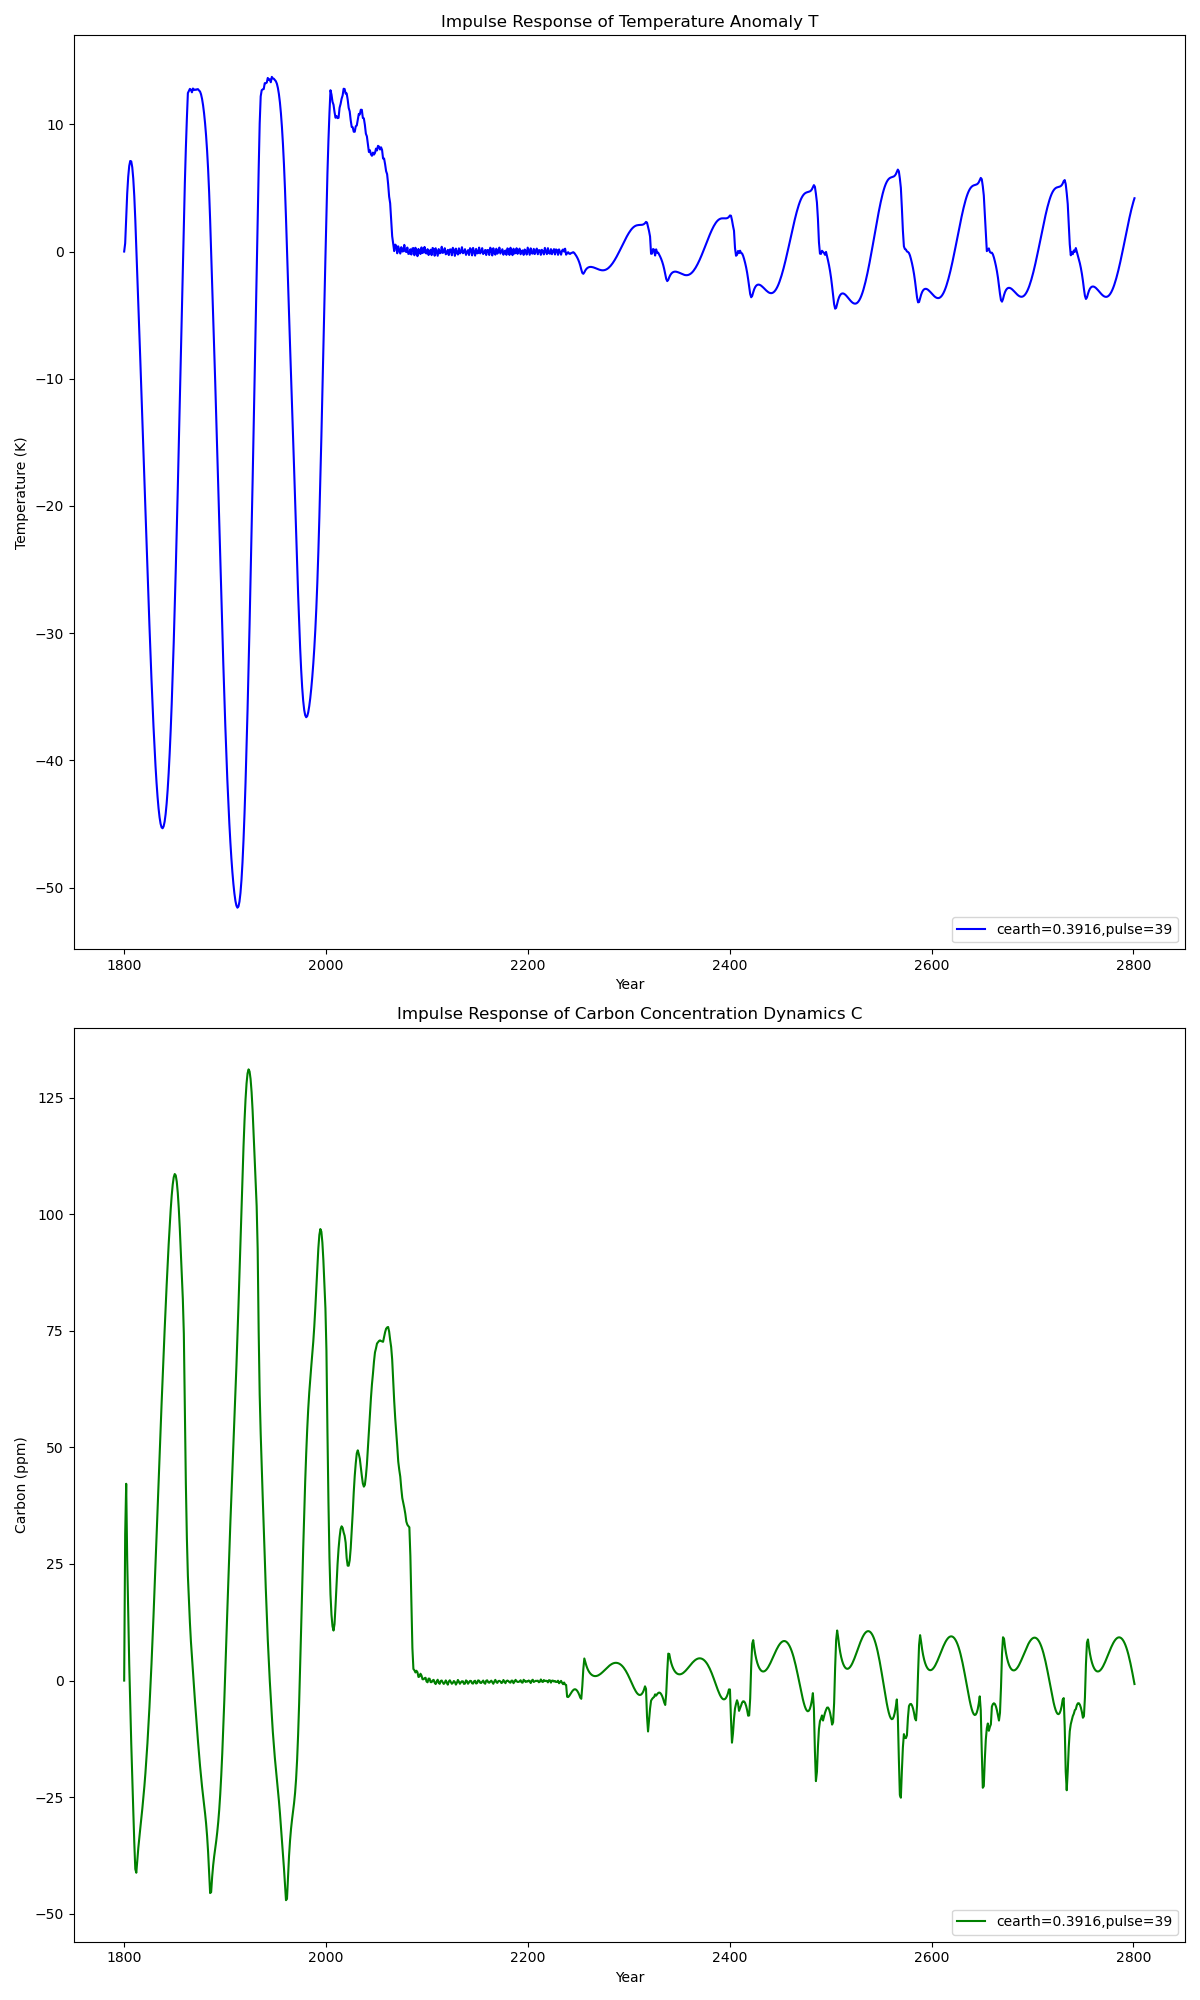 Impulse Response of Temperature Anomaly T
Temperature (K)
10
0
−10
−20
−30
−40
−50
cearth=0.3916,pulse=39
1800 2000 2200 2400 2600 2800
Year
Impulse Response of Carbon Concentration Dynamics C
Carbon (ppm)
125
100
75
50
25
0
−25
−50
cearth=0.3916,pulse=39
1800 2000 2200 2400 2600 2800
Year